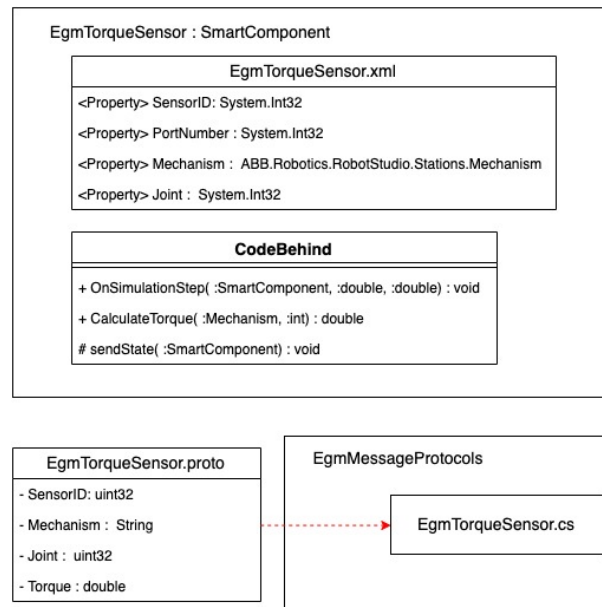 EgmTorqueSensor : SmartComponent
EgmTorqueSensor.xml
<Property> SensorID: System.Int32
<Property> PortNumber : System.Int32
<Property> Mechanism : ABB.Robotics.RobotStudio.Stations.Mechanism
<Property> Joint : System.Int32
CodeBehind
+ OnSimulationStep( :SmartComponent, :double, :double) : void
+ CalculateTorque( :Mechanism, :int) : double
# sendState( :SmartComponent) : void
EgmTorqueSensor.proto
- SensorID: uint32
- Mechanism : String
- Joint : uint32
- Torque : double
EgmMessageProtocols
EgmTorqueSensor.cs